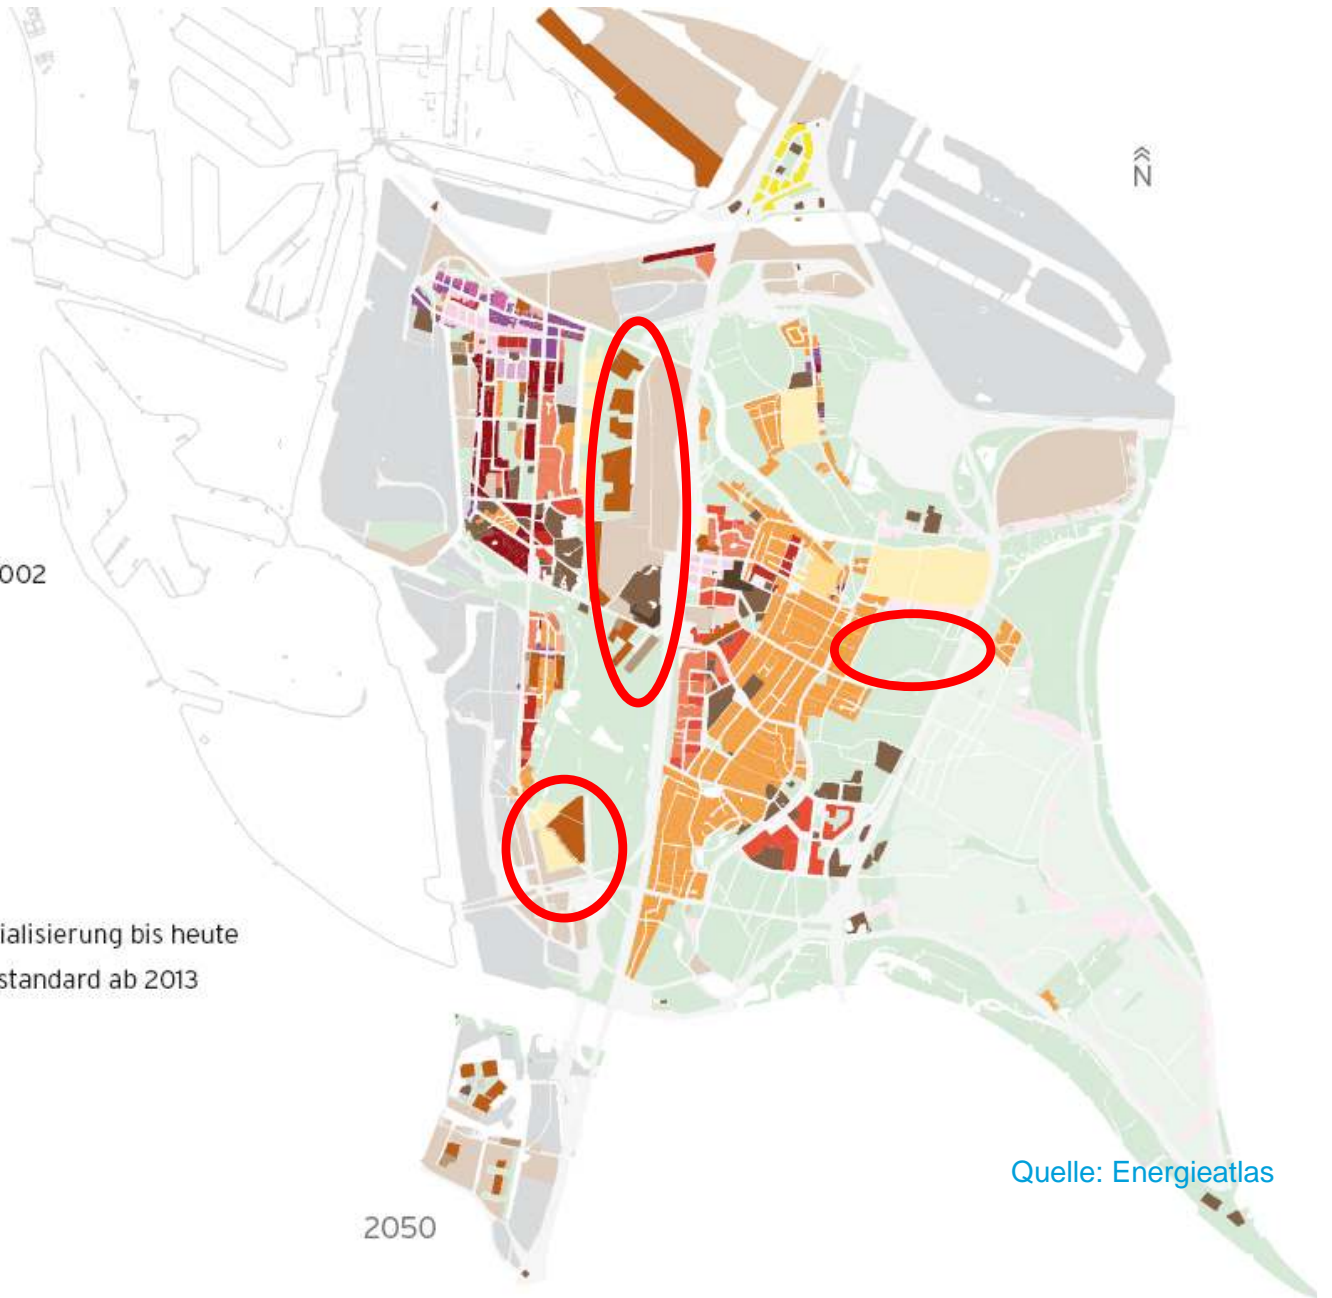 N
002
ialisierung bis heute
standard ab 2013
Quelle: Energieatlas
2050